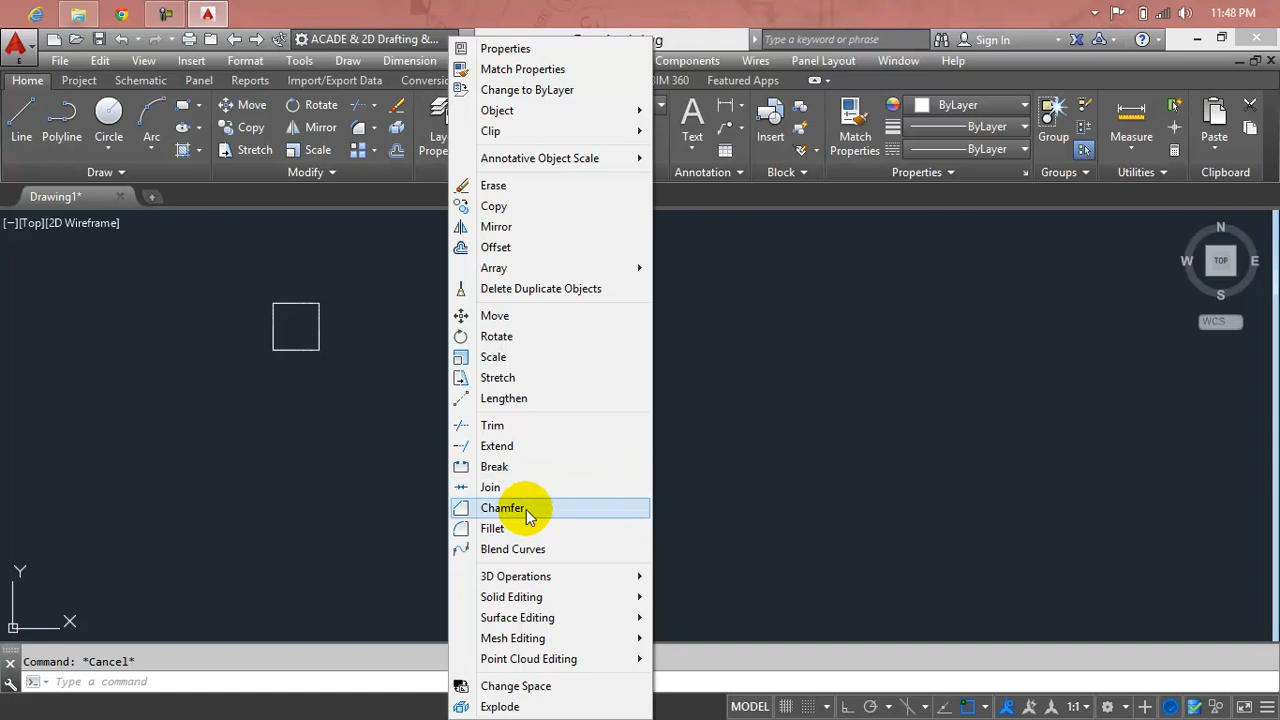 11:48 PM
ACADE & 2D Drafting &...
Type a keyword or phrase
Sign In
E
File
Edit
View
Insert
Format
Tools
Draw
Dimension
Components
Wires
Panel Layout
Window
Help
Home
Project
Schematic
Panel
Reports
Import/Export Data
BIM 360
Featured Apps
Line
Polyline
Circle
Arc
Move
Copy
Stretch
Rotate
Mirror
Scale
Text
Insert
Match
Properties
ByLayer
ByLayer
ByLayer
Group
Measure
Paste
Draw
Modify
Annotation
Block
Properties
Groups
Utilities
Clipboard
Drawing1*
[−][Top][2D Wireframe]
N
W
TOP
E
S
WCS
Properties
Match Properties
Change to ByLayer
Object
Clip
Annotative Object Scale
Erase
Copy
Mirror
Offset
Array
Delete Duplicate Objects
Move
Rotate
Scale
Stretch
Lengthen
Trim
Extend
Break
Join
Chamfer
Fillet
Blend Curves
3D Operations
Solid Editing
Surface Editing
Mesh Editing
Point Cloud Editing
Change Space
Explode
Y
X
Command: *Cancel*
Type a command
MODEL
1:1